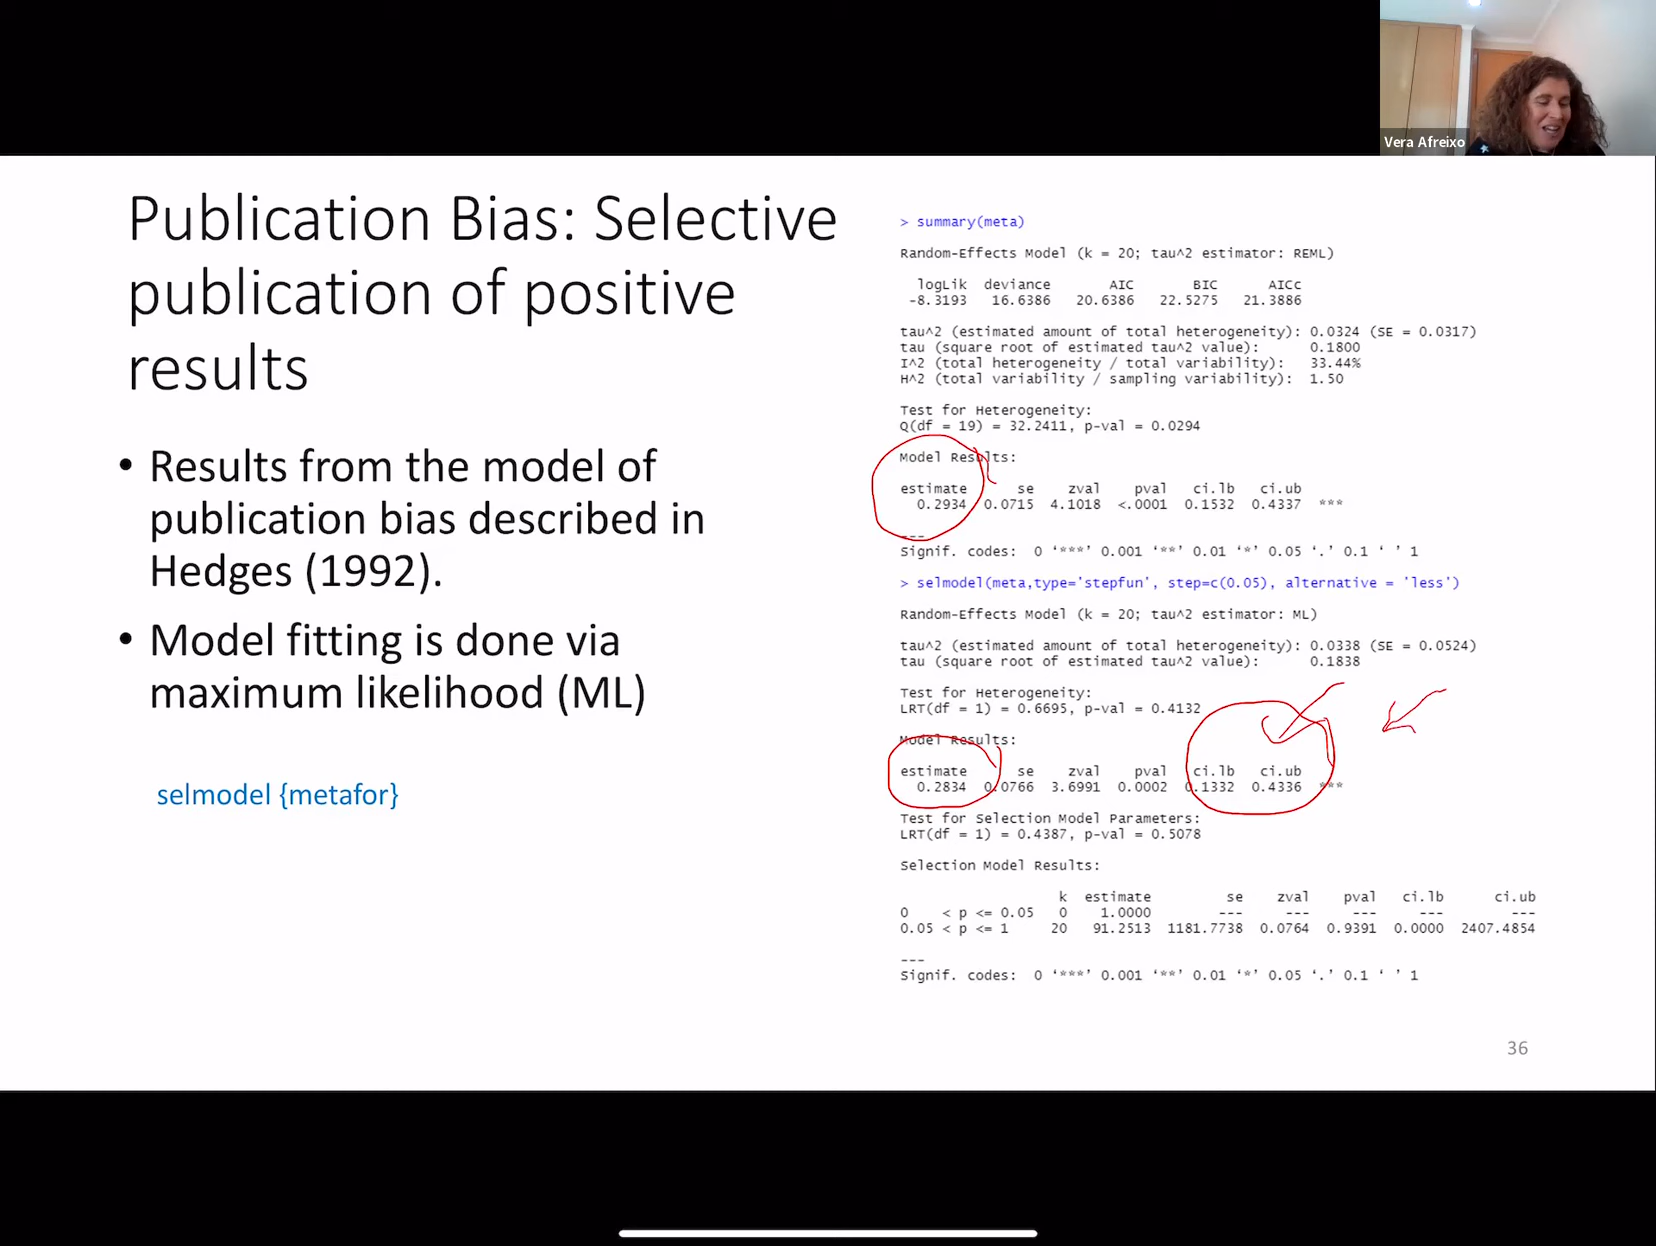 Vera Afreixo
Publication Bias: Selective
publication of positive
results
• Results from the model of
publication bias described in
Hedges (1992).
• Model fitting is done via
maximum likelihood (ML)
selmodel {metafor}
> summary(meta)
Random-Effects Model (k = 20; tau^2 estimator: REML)
logLik deviance AIC BIC AICc
-8.3193 16.6386 20.6386 22.5275 21.3886
tau^2 (estimated amount of total heterogeneity): 0.0324 (SE = 0.0317)
tau (square root of estimated tau^2 value): 0.1800
I^2 (total heterogeneity / total variability): 33.44%
H^2 (total variability / sampling variability): 1.50
Test for Heterogeneity:
Q(df = 19) = 32.2411, p-val = 0.0294
Model Results:
estimate se zval pval ci.lb ci.ub
0.2934 0.0715 4.1018 <.0001 0.1532 0.4337 ***
---
Signif. codes: 0 ‘***’ 0.001 ‘**’ 0.01 ‘*’ 0.05 ‘.’ 0.1 ‘ ’ 1
> selmodel(meta,type='stepfun', step=c(0.05), alternative = 'less')
Random-Effects Model (k = 20; tau^2 estimator: ML)
tau^2 (estimated amount of total heterogeneity): 0.0338 (SE = 0.0524)
tau (square root of estimated tau^2 value): 0.1838
Test for Heterogeneity:
LRT(df = 1) = 0.6695, p-val = 0.4132
Model Results:
estimate se zval pval ci.lb ci.ub
0.2834 0.0766 3.6991 0.0002 0.1332 0.4336 ***
Test for Selection Model Parameters:
LRT(df = 1) = 0.4387, p-val = 0.5078
Selection Model Results:
k estimate se zval pval ci.lb ci.ub
0 < p <= 0.05 0 1.0000 --- --- --- --- ---
0.05 < p <= 1 20 91.2513 1181.7738 0.0764 0.9391 0.0000 2407.4854
---
Signif. codes: 0 ‘***’ 0.001 ‘**’ 0.01 ‘*’ 0.05 ‘.’ 0.1 ‘ ’ 1
36